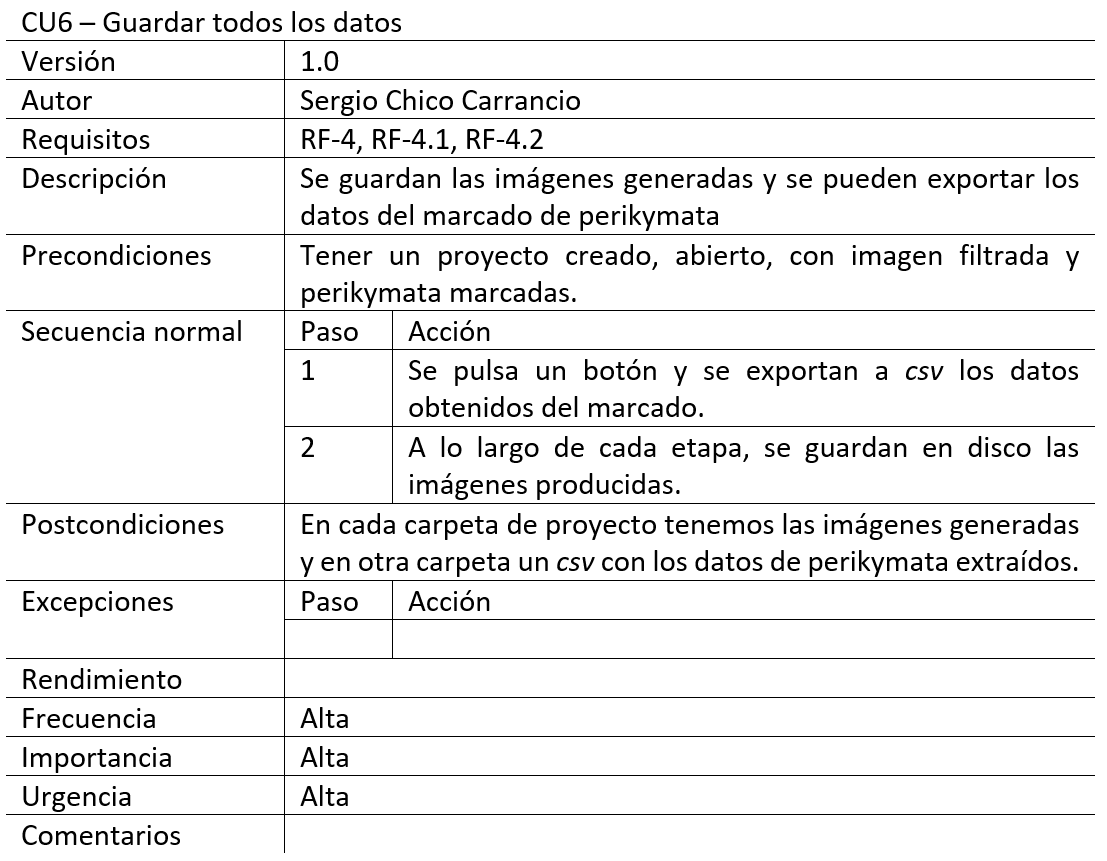 CU6 – Guardar todos los datos
Versión 1.0
Autor Sergio Chico Carrancio
Requisitos RF-4, RF-4.1, RF-4.2
Descripción Se guardan las imágenes generadas y se pueden exportar los
datos del marcado de perikymata
Precondiciones Tener un proyecto creado, abierto, con imagen filtrada y
perikymata marcadas.
Secuencia normal Paso Acción
1 Se pulsa un botón y se exportan a csv los datos
obtenidos del marcado.
2 A lo largo de cada etapa, se guardan en disco las
imágenes producidas.
Postcondiciones En cada carpeta de proyecto tenemos las imágenes generadas
y en otra carpeta un csv con los datos de perikymata extraídos.
Excepciones Paso Acción
Rendimiento
Frecuencia Alta
Importancia Alta
Urgencia Alta
Comentarios